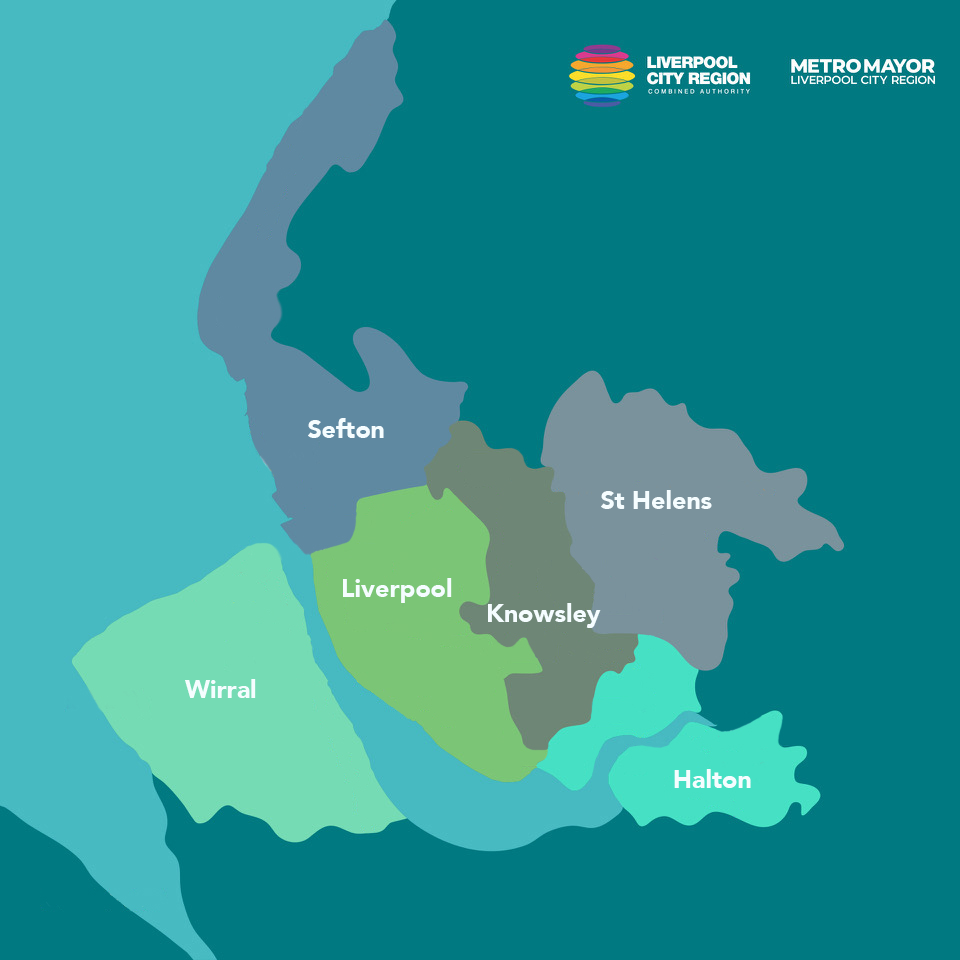 LIVERPOOL
CITY REGION
COMBINED AUTHORITY
METRO MAYOR
LIVERPOOL CITY REGION
Sefton
St Helens
Liverpool
Knowsley
Wirral
Halton